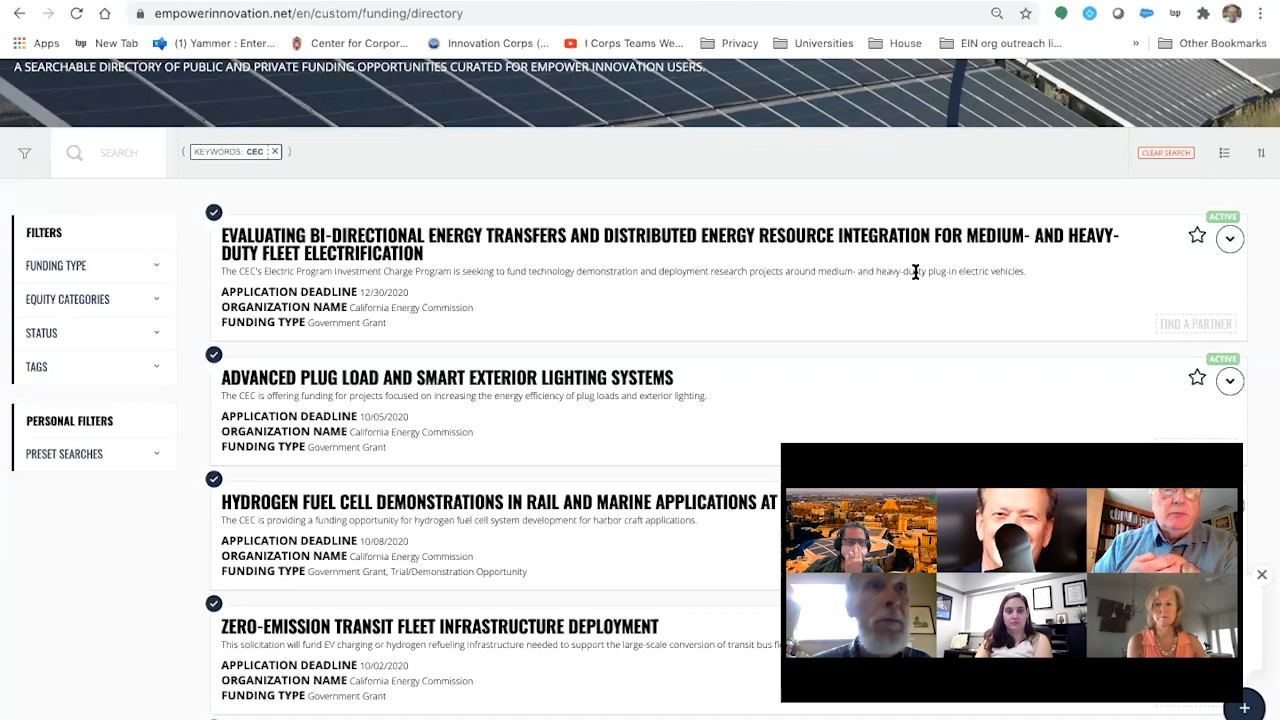 empowerinnovation.net/en/custom/funding/directory
Apps New Tab (1) Yammer : Enter... Center for Corpor... Innovation Corps (... I Corps Teams We... Privacy Universities House EIN org outreach li... » Other Bookmarks
A SEARCHABLE DIRECTORY OF PUBLIC AND PRIVATE FUNDING OPPORTUNITIES CURATED FOR EMPOWER INNOVATION USERS.
SEARCH ( KEYWORDS: CEC × ) CLEAR SEARCH
FILTERS
FUNDING TYPE
EQUITY CATEGORIES
STATUS
TAGS
PERSONAL FILTERS
PRESET SEARCHES
ACTIVE
EVALUATING BI-DIRECTIONAL ENERGY TRANSFERS AND DISTRIBUTED ENERGY RESOURCE INTEGRATION FOR MEDIUM- AND HEAVY-
DUTY FLEET ELECTRIFICATION
The CEC's Electric Program Investment Charge Program is seeking to fund technology demonstration and deployment research projects around medium- and heavy-duty plug-in electric vehicles.
APPLICATION DEADLINE 12/30/2020
ORGANIZATION NAME California Energy Commission
FUNDING TYPE Government Grant
FIND A PARTNER
ACTIVE
ADVANCED PLUG LOAD AND SMART EXTERIOR LIGHTING SYSTEMS
The CEC is offering funding for projects focused on increasing the energy efficiency of plug loads and exterior lighting.
APPLICATION DEADLINE 10/05/2020
ORGANIZATION NAME California Energy Commission
FUNDING TYPE Government Grant
HYDROGEN FUEL CELL DEMONSTRATIONS IN RAIL AND MARINE APPLICATIONS AT
The CEC is providing a funding opportunity for hydrogen fuel cell system development for harbor craft applications.
APPLICATION DEADLINE 10/08/2020
ORGANIZATION NAME California Energy Commission
FUNDING TYPE Government Grant, Trial/Demonstration Opportunity
ZERO-EMISSION TRANSIT FLEET INFRASTRUCTURE DEPLOYMENT
This solicitation will fund EV charging or hydrogen refueling infrastructure needed to support the large-scale conversion of transit bus
APPLICATION DEADLINE 10/02/2020
ORGANIZATION NAME California Energy Commission
FUNDING TYPE Government Grant